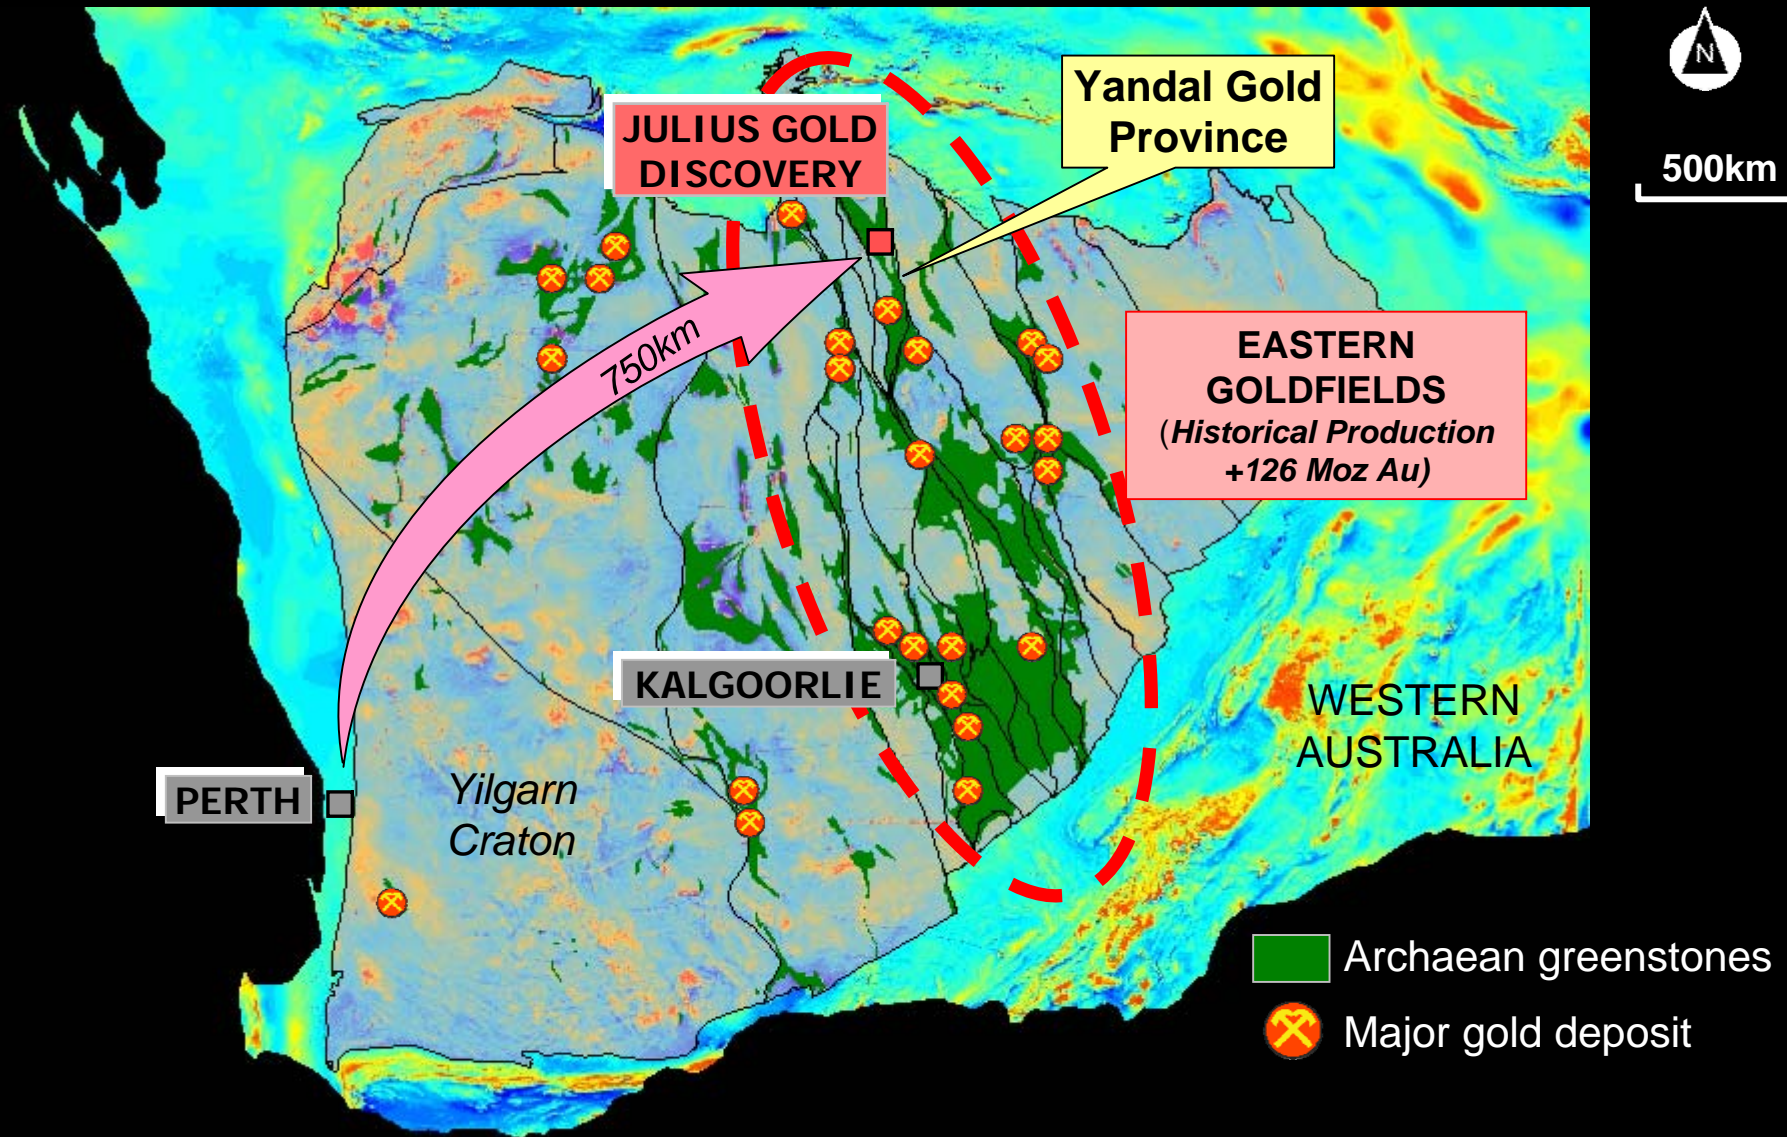 N
500km
Yandal Gold
Province
JULIUS GOLD
DISCOVERY
750km
EASTERN
GOLDFIELDS
(Historical Production
+126 Moz Au)
KALGOORLIE
WESTERN
AUSTRALIA
PERTH
Yilgarn
Craton
Archaean greenstones
Major gold deposit